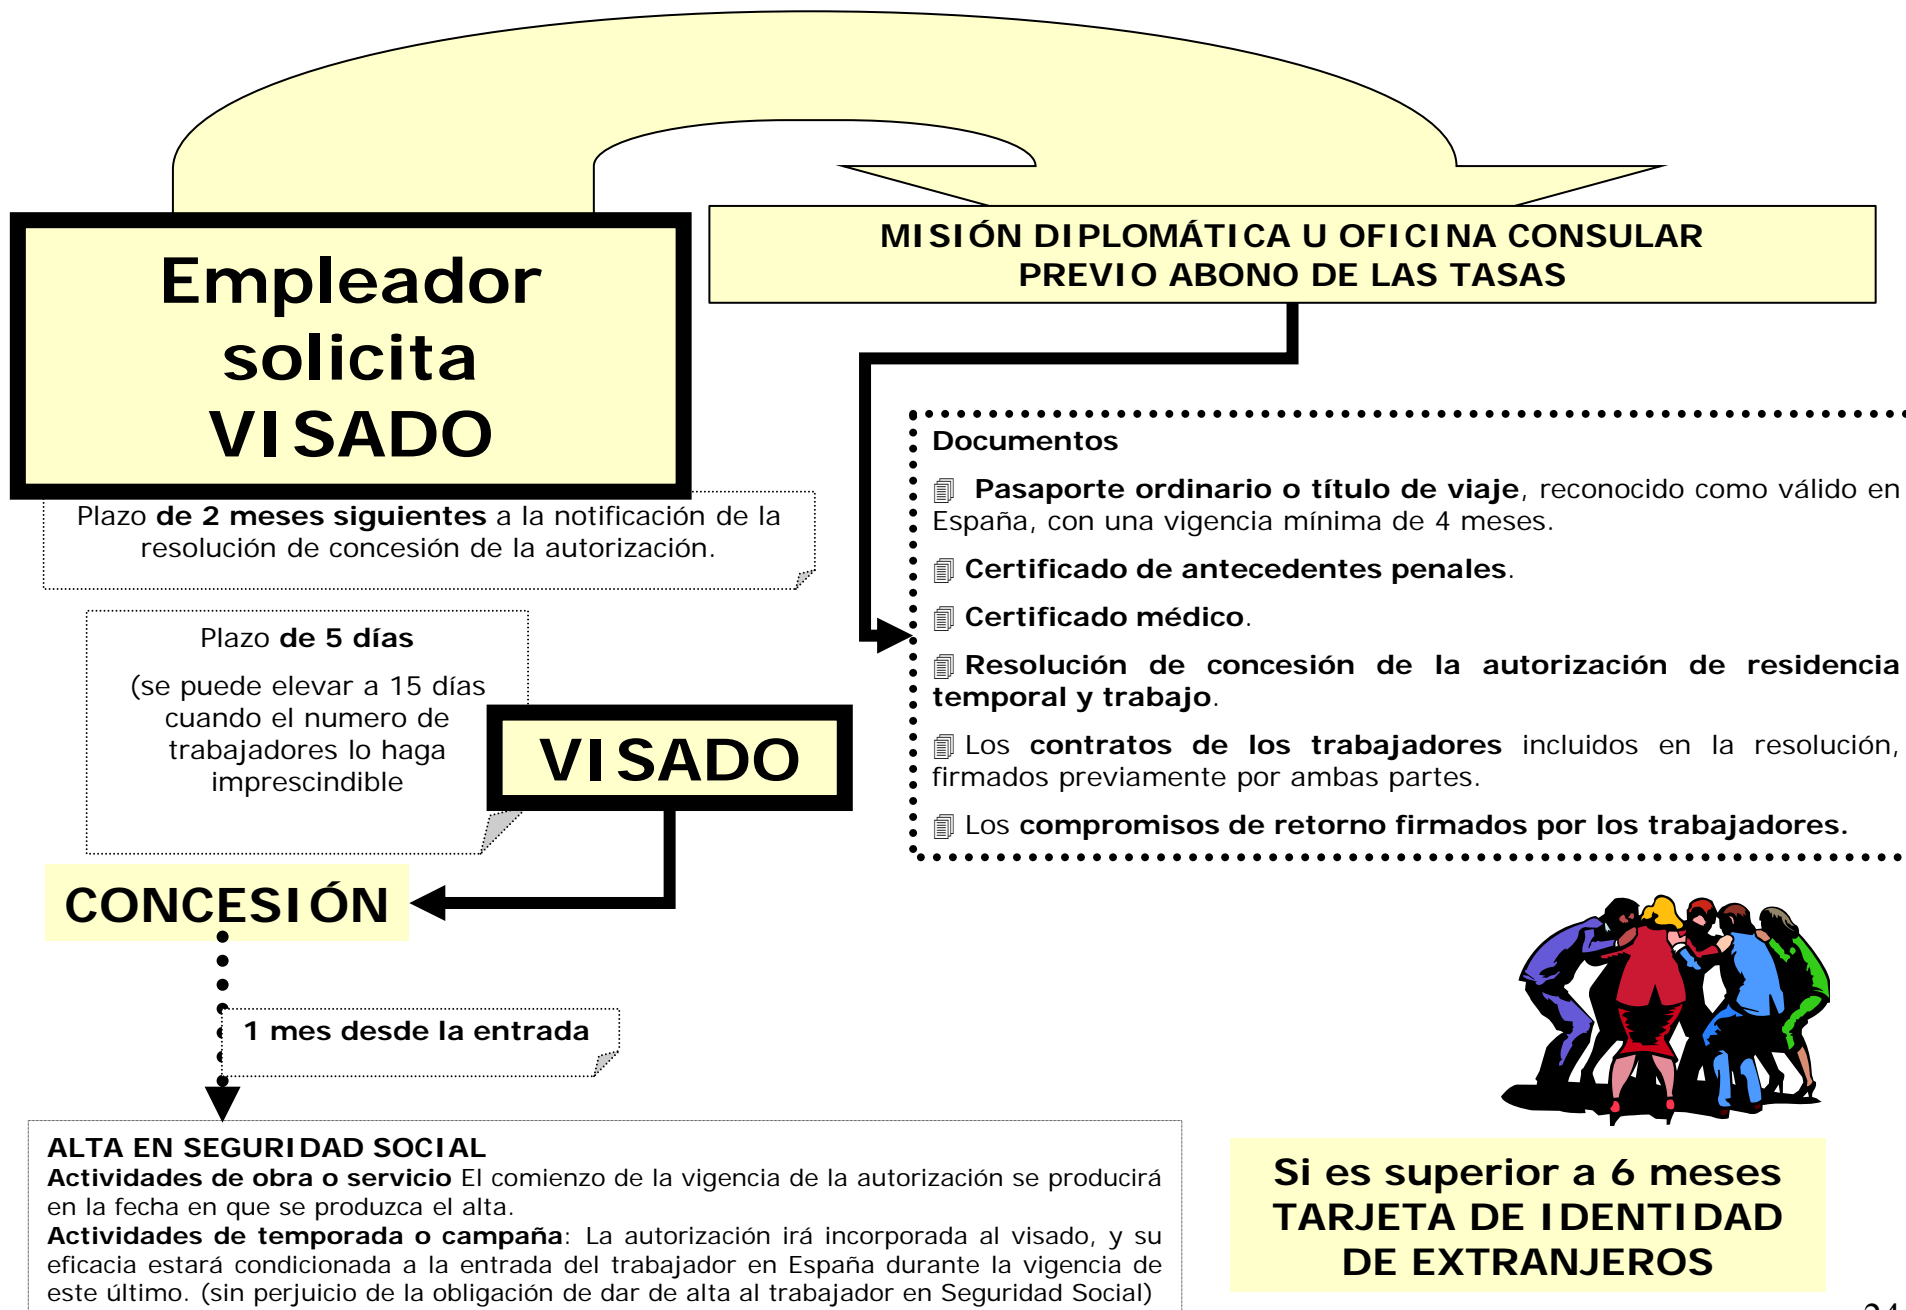 Empleador
solicita
VISADO
MISIÓN DIPLOMÁTICA U OFICINA CONSULAR
PREVIO ABONO DE LAS TASAS
Plazo de 2 meses siguientes a la notificación de la
resolución de concesión de la autorización.
Documentos
Pasaporte ordinario o título de viaje, reconocido como válido en
España, con una vigencia mínima de 4 meses.
Certificado de antecedentes penales.
Certificado médico.
Resolución de concesión de la autorización de residencia
temporal y trabajo.
Los contratos de los trabajadores incluidos en la resolución,
firmados previamente por ambas partes.
Los compromisos de retorno firmados por los trabajadores.
Plazo de 5 días
(se puede elevar a 15 días
cuando el numero de
trabajadores lo haga
imprescindible
VISADO
CONCESIÓN
1 mes desde la entrada
ALTA EN SEGURIDAD SOCIAL
Actividades de obra o servicio El comienzo de la vigencia de la autorización se producirá
en la fecha en que se produzca el alta.
Actividades de temporada o campaña: La autorización irá incorporada al visado, y su
eficacia estará condicionada a la entrada del trabajador en España durante la vigencia de
este último. (sin perjuicio de la obligación de dar de alta al trabajador en Seguridad Social)
Si es superior a 6 meses
TARJETA DE IDENTIDAD
DE EXTRANJEROS
24